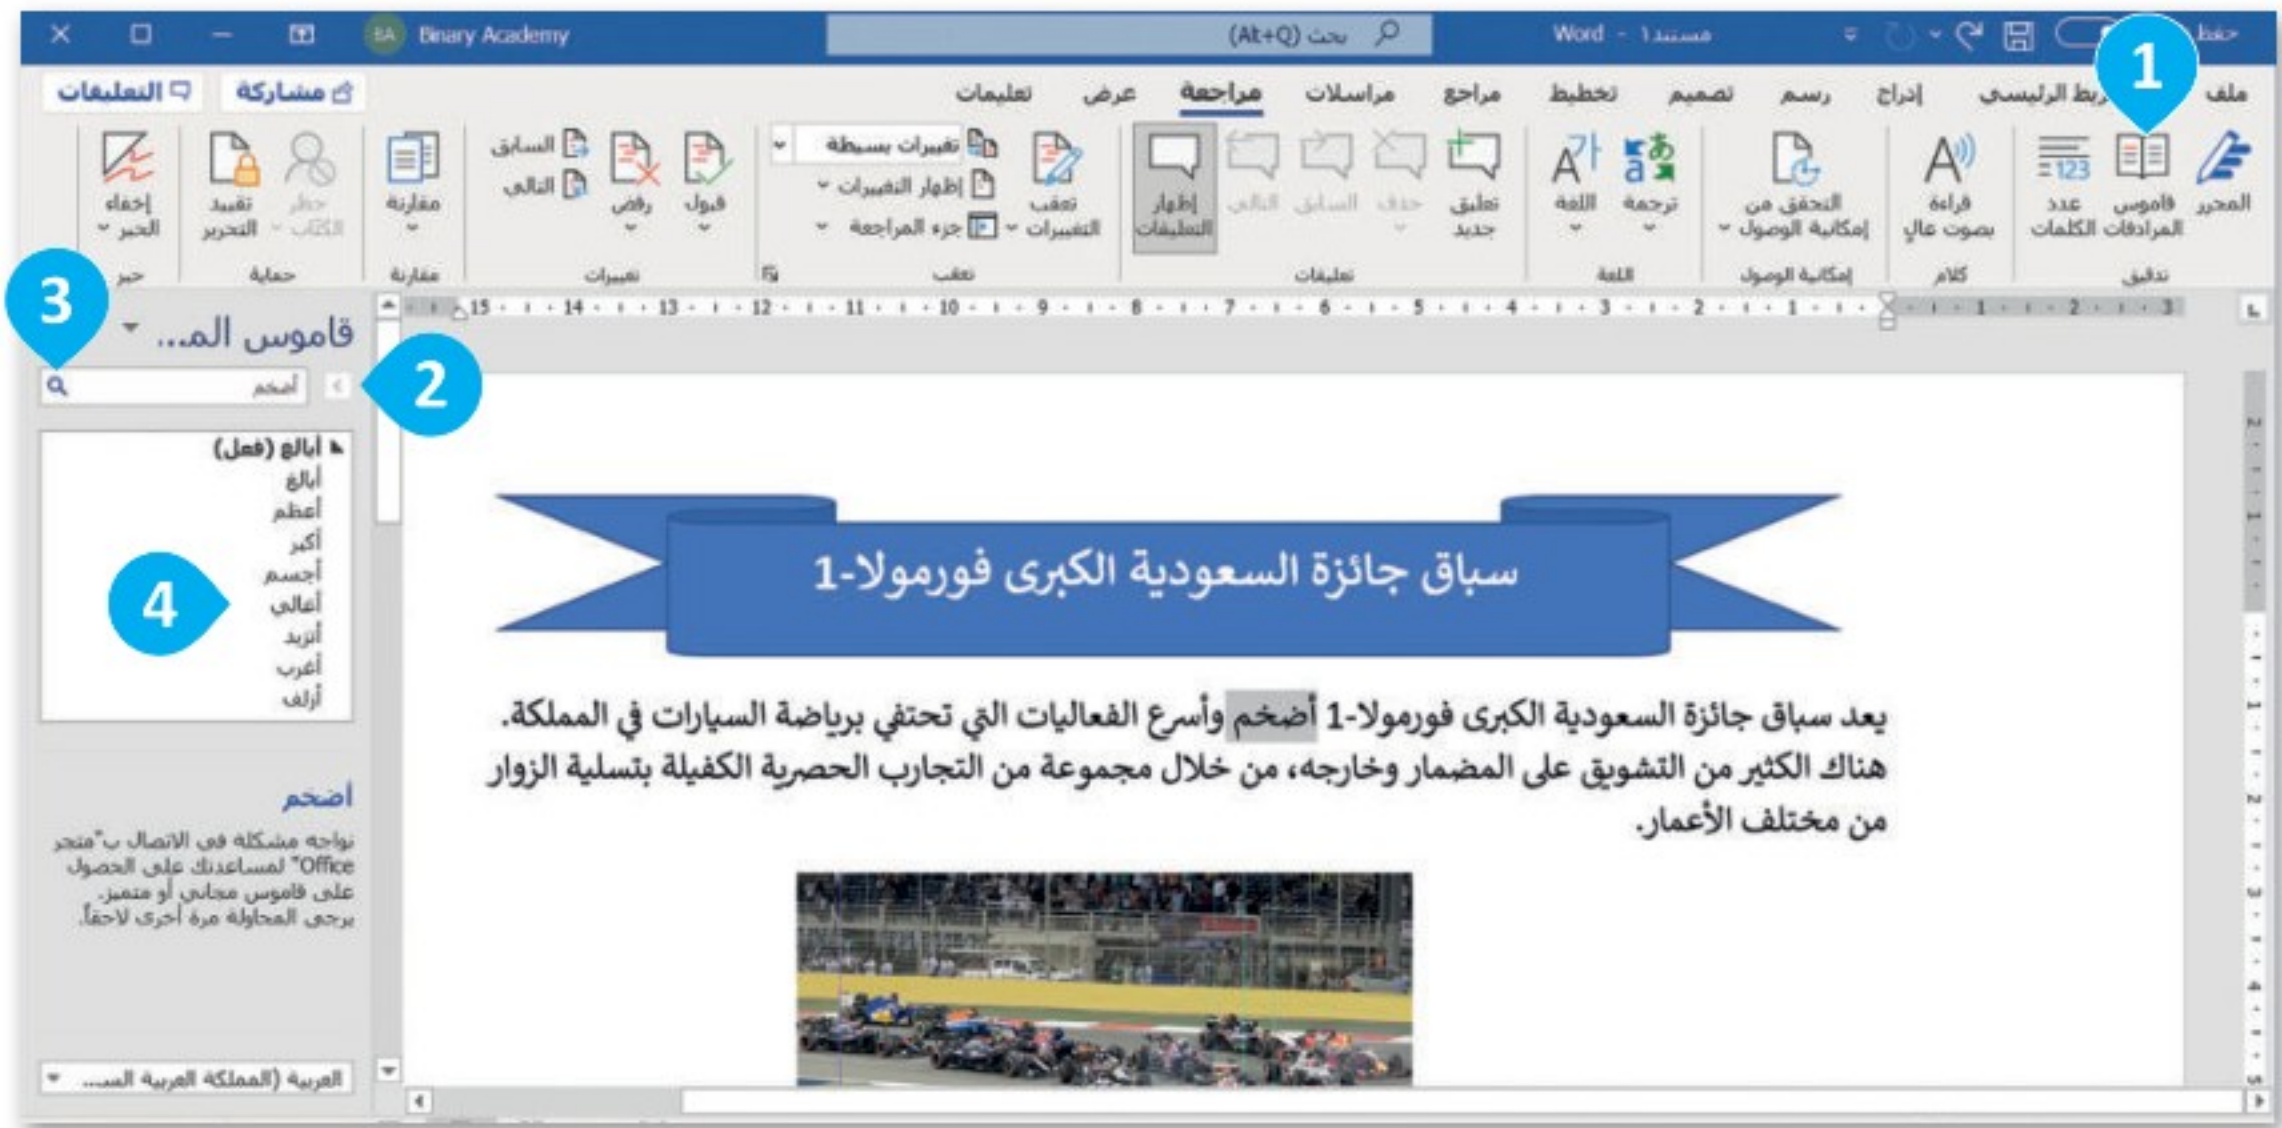 حفظ
مستند١ - Word
بحث (Alt+Q)
Binary Academy
BA
ملف
إدراج
رسم
تصميم
تخطيط
مراجع
مراسلات
مراجعة
عرض
تعليمات
مشاركة
التعليقات
1
المحرر
قاموس المرادفات
عدد الكلمات
تدقيق
قراءة بصوت عالٍ
كلام
التحقق من إمكانية الوصول
إمكانية الوصول
ترجمة
اللغة
اللغة
تعليق جديد
حذف
السابق
التالي
إظهار التعليقات
تعليقات
تعقب التغييرات
تغييرات بسيطة
إظهار التغييرات
جزء المراجعة
تعقب
قبول
رفض
السابق
التالي
تغييرات
مقارنة
مقارنة
حظر الكتّاب
تقييد التحرير
حماية
إخفاء الحبر
حبر
3
قاموس الم...
2
أضخم
أبالغ (فعل)
أبالغ
أعظم
أكبر
أجسم
أغالي
أتزيد
أغرب
أزلف
4
أضخم
نواجه مشكلة في الاتصال ب"متجر
Office" لمساعدتك على الحصول
على قاموس مجاني أو متميز.
يرجى المحاولة مرة أخرى لاحقاً.
العربية (المملكة العربية الس...
سباق جائزة السعودية الكبرى فورمولا-1
يعد سباق جائزة السعودية الكبرى فورمولا-1 أضخم وأسرع الفعاليات التي تحتفي برياضة السيارات في المملكة.
هناك الكثير من التشويق على المضمار وخارجه، من خلال مجموعة من التجارب الحصرية الكفيلة بتسلية الزوار
من مختلف الأعمار.